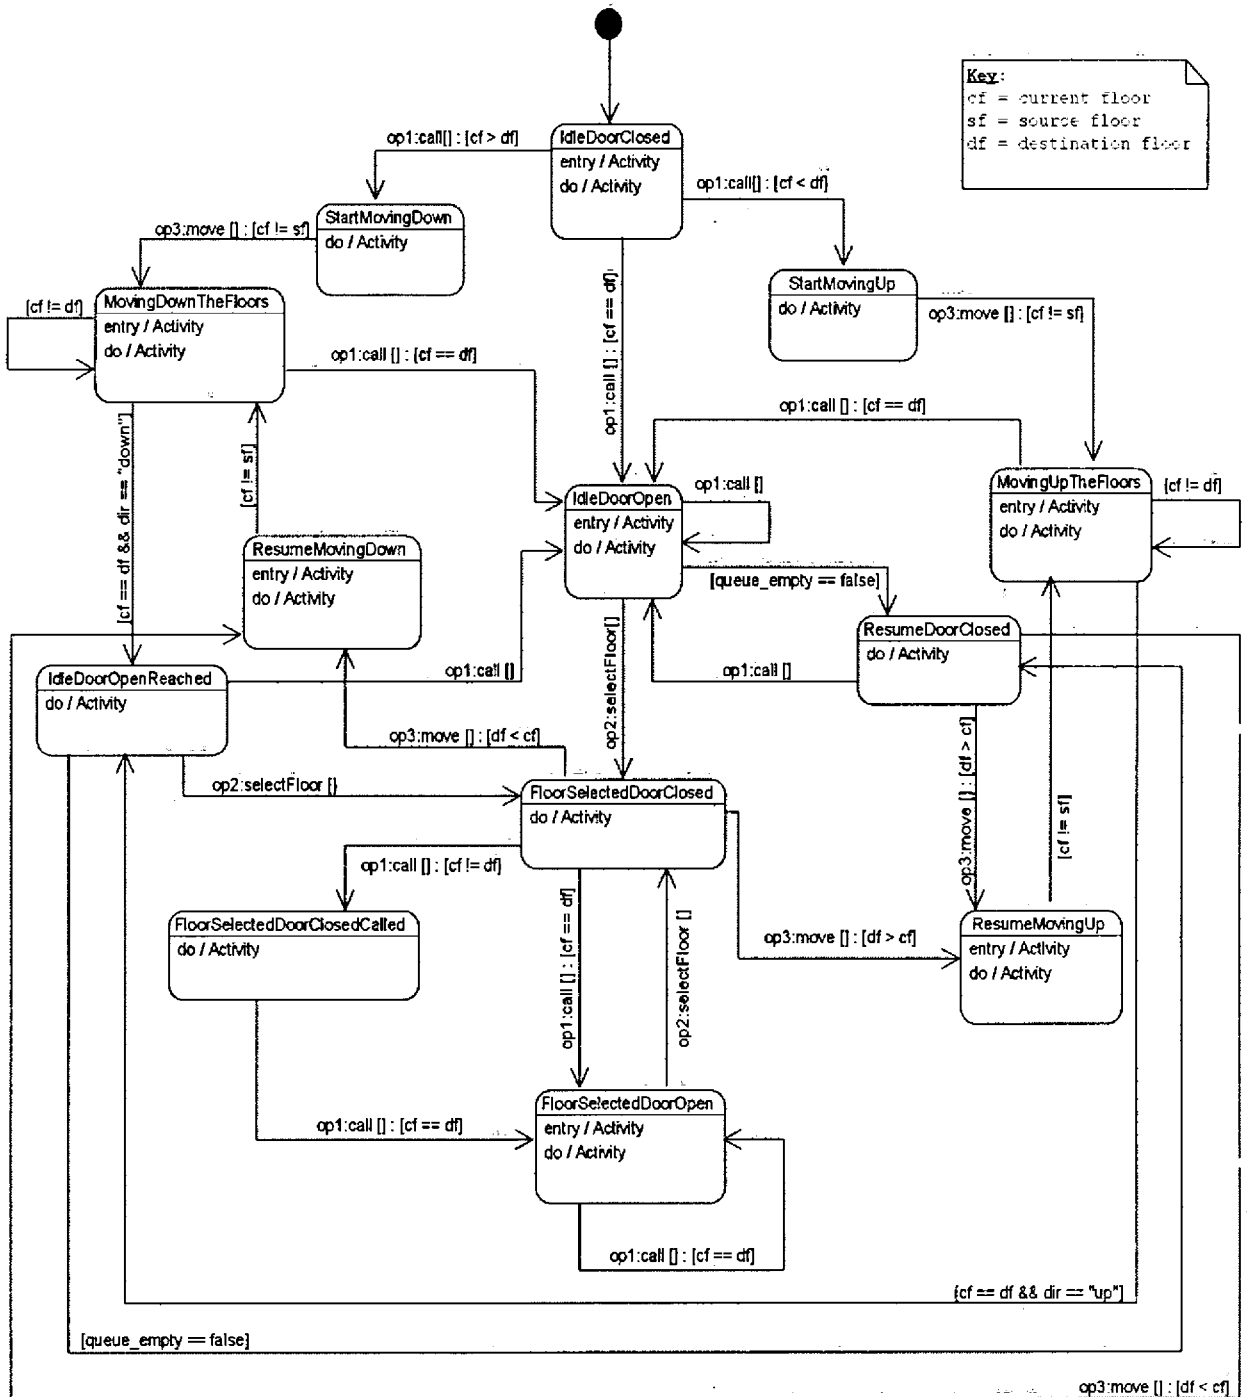 Key:
cf = current floor
sf = source floor
df = destination floor
IdleDoorClosed
entry / Activity
do / Activity
op1:call[] : [cf > df]
op1:call[] : [cf < df]
StartMovingDown
do / Activity
op3:move [] : [cf != sf]
StartMovingUp
do / Activity
op3:move [] : [cf != sf]
MovingDownTheFloors
entry / Activity
do / Activity
[cf != df]
op1:call [] : [cf == df]
op1:call [] : [cf == df]
op1:call [] : [cf == df]
[cf == df && dir == "down"]
[cf != sf]
IdleDoorOpen
entry / Activity
do / Activity
op1:call []
MovingUpTheFloors
entry / Activity
do / Activity
[cf != df]
ResumeMovingDown
entry / Activity
do / Activity
[queue_empty == false]
ResumeDoorClosed
do / Activity
op1:call []
op1:call []
op2:selectFloor[]
IdleDoorOpenReached
do / Activity
op3:move [] : [df < cf]
op3:move [] : [df > cf]
[cf != sf]
op2:selectFloor []
FloorSelectedDoorClosed
do / Activity
op1:call [] : [cf != df]
op1:call [] : [cf == df]
op2:selectFloor []
op3:move [] : [df > cf]
FloorSelectedDoorClosedCalled
do / Activity
ResumeMovingUp
entry / Activity
do / Activity
FloorSelectedDoorOpen
entry / Activity
do / Activity
op1:call [] : [cf == df]
op1:call [] : [cf == df]
[cf == df && dir == "up"]
[queue_empty == false]
op3:move [] : [df < cf]